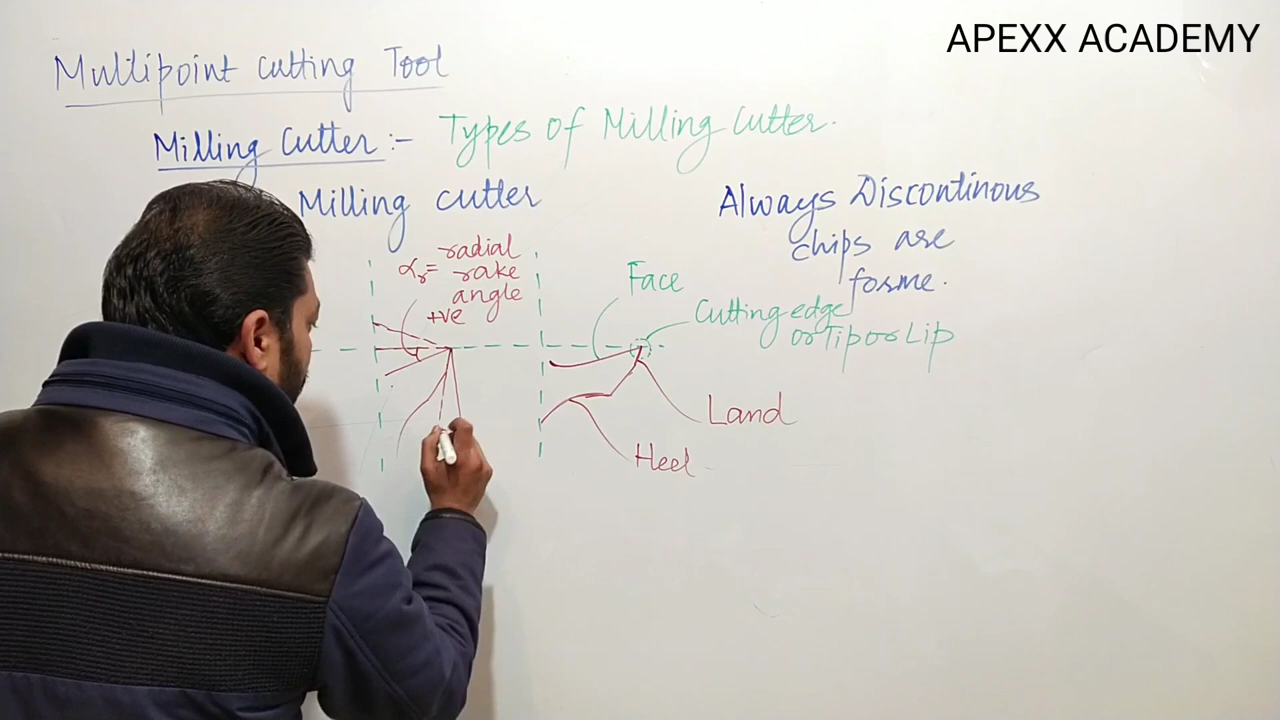 APEXX ACADEMY
Multipoint Cutting Tool
Milling Cutter :- Types of Milling Cutter.
Milling cutter
Always Discontinous
chips are
forme.
αr = radial
rake
angle
+ve
Face
Cutting edge
or Tip or Lip
Land
Heel